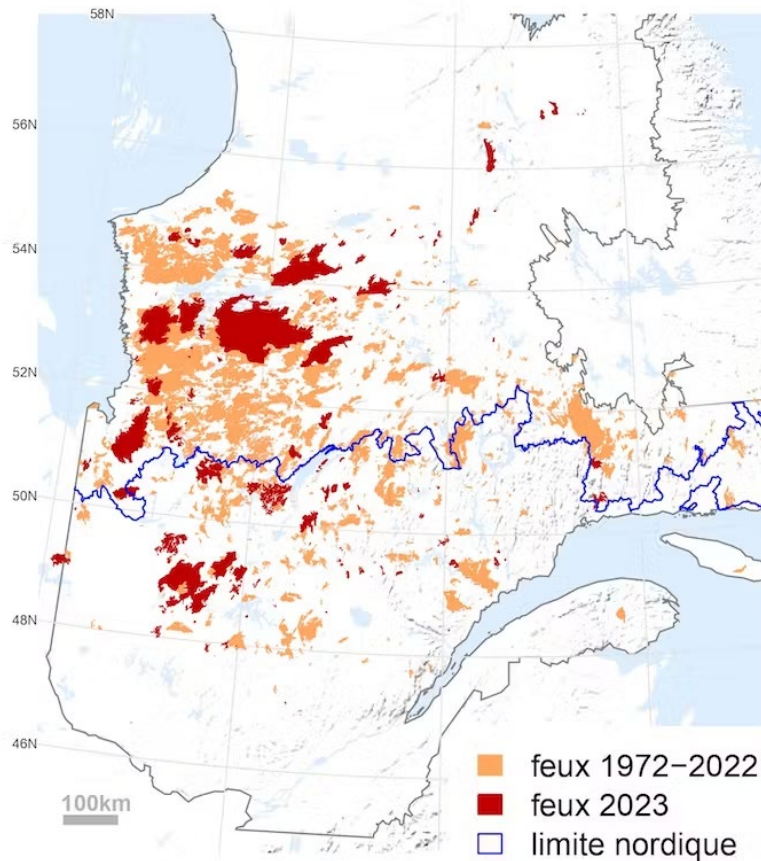 58N
56N
54N
52N
50N
48N
46N
100km
feux 1972–2022
feux 2023
limite nordique